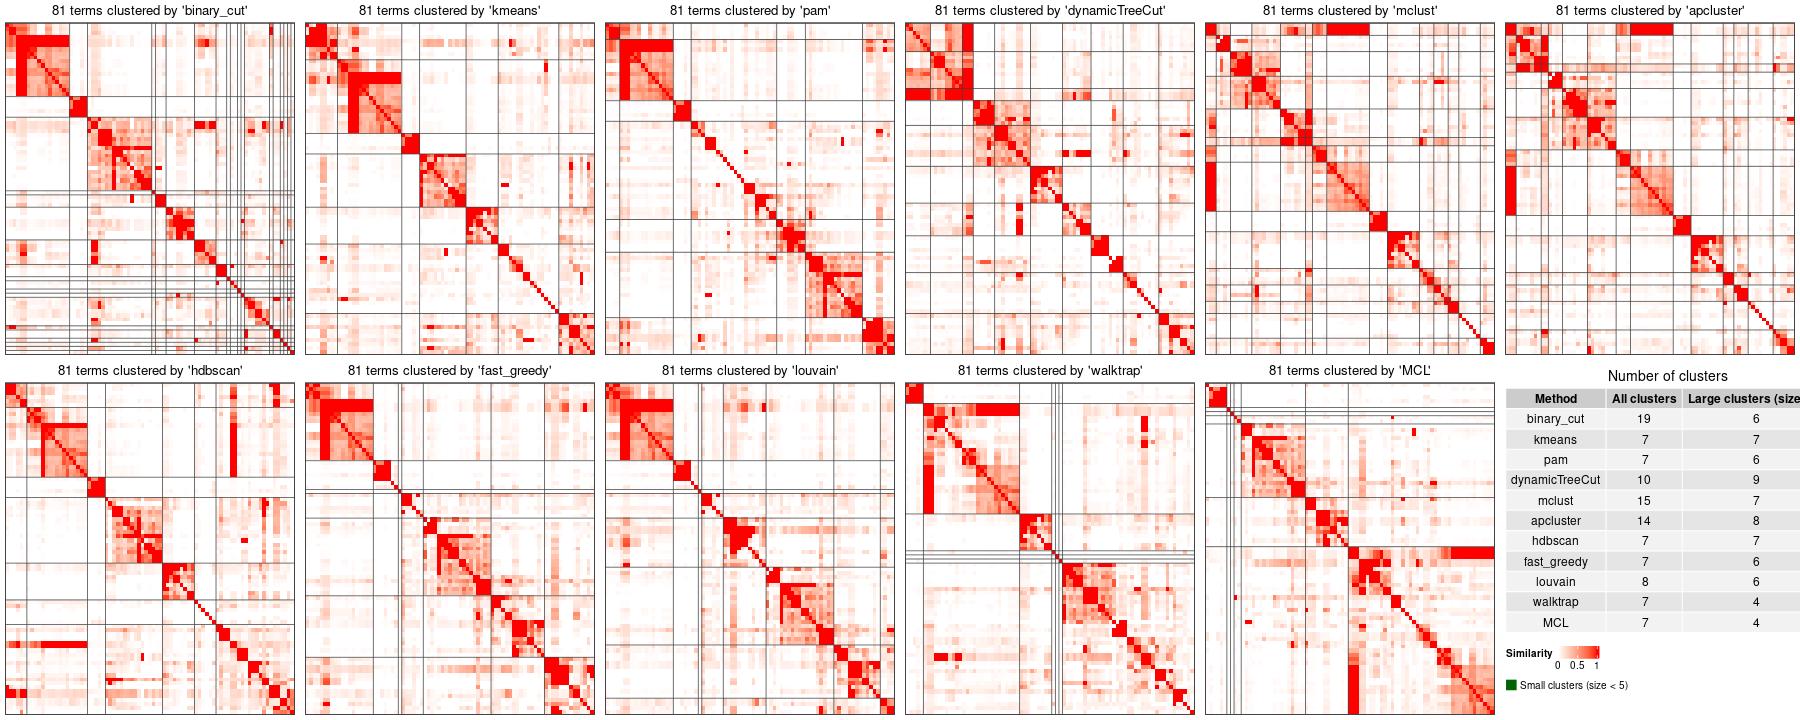 81 terms clustered by 'binary_cut'
81 terms clustered by 'kmeans'
81 terms clustered by 'pam'
81 terms clustered by 'dynamicTreeCut'
81 terms clustered by 'mclust'
81 terms clustered by 'apcluster'
81 terms clustered by 'hdbscan'
81 terms clustered by 'fast_greedy'
81 terms clustered by 'louvain'
81 terms clustered by 'walktrap'
81 terms clustered by 'MCL'
Number of clusters
Method All clusters Large clusters (size
binary_cut 19 6
kmeans 7 7
pam 7 6
dynamicTreeCut 10 9
mclust 15 7
apcluster 14 8
hdbscan 7 7
fast_greedy 7 6
louvain 8 6
walktrap 7 4
MCL 7 4
Similarity
0 0.5 1
Small clusters (size < 5)